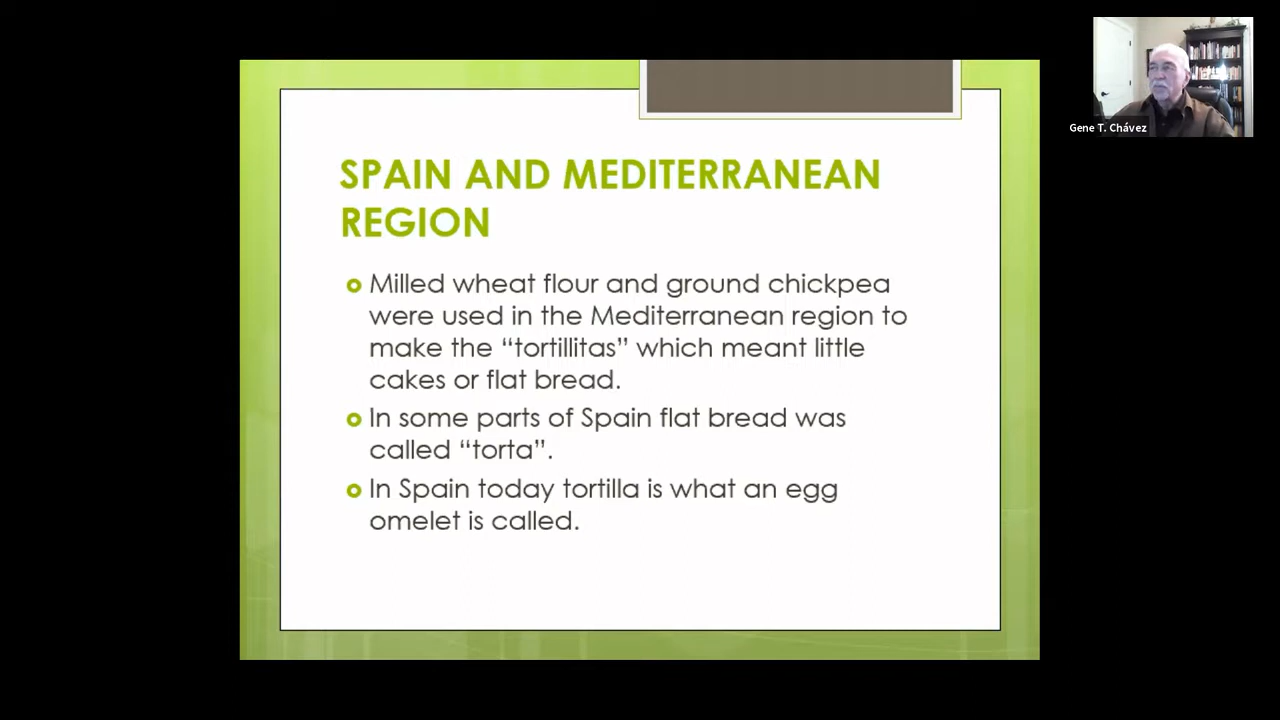 Gene T. Chávez
SPAIN AND MEDITERRANEAN
REGION
Milled wheat flour and ground chickpea
were used in the Mediterranean region to
make the “tortillitas” which meant little
cakes or flat bread.
In some parts of Spain flat bread was
called “torta”.
In Spain today tortilla is what an egg
omelet is called.